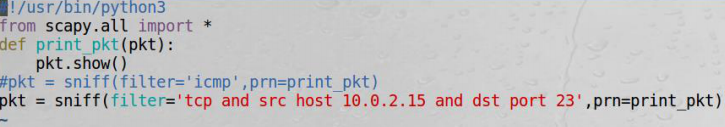 #!/usr/bin/python3
from scapy.all import *
def print_pkt(pkt):
    pkt.show()
#pkt = sniff(filter='icmp',prn=print_pkt)
pkt = sniff(filter='tcp and src host 10.0.2.15 and dst port 23',prn=print_pkt)
~